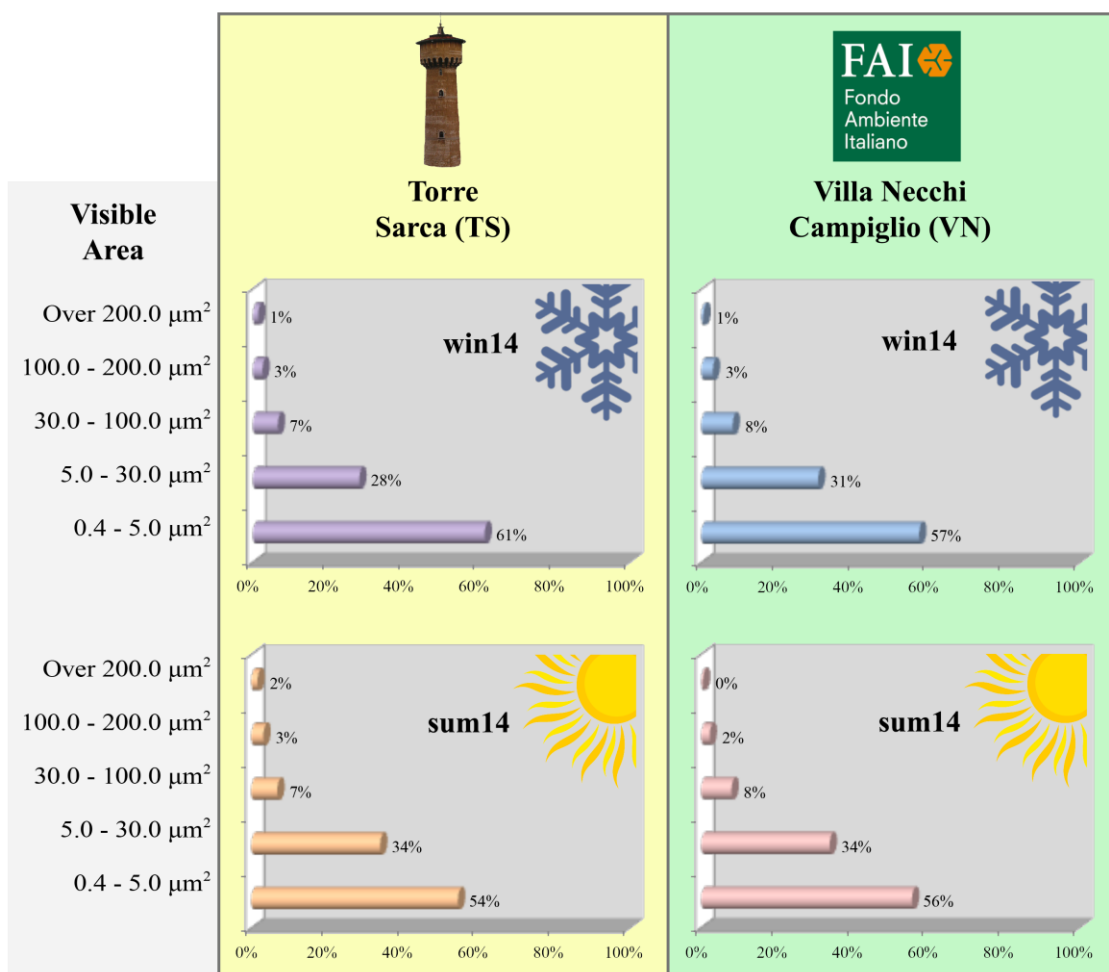 FAI
Fondo
Ambiente
Italiano
Torre
Sarca (TS)
Villa Necchi
Campiglio (VN)
Visible
Area
Over 200.0 μm²
100.0 - 200.0 μm²
30.0 - 100.0 μm²
5.0 - 30.0 μm²
0.4 - 5.0 μm²
win14
1%
3%
7%
28%
61%
0% 20% 40% 60% 80% 100%
win14
1%
3%
8%
31%
57%
0% 20% 40% 60% 80% 100%
Over 200.0 μm²
100.0 - 200.0 μm²
30.0 - 100.0 μm²
5.0 - 30.0 μm²
0.4 - 5.0 μm²
sum14
2%
3%
7%
34%
54%
0% 20% 40% 60% 80% 100%
sum14
0%
2%
8%
34%
56%
0% 20% 40% 60% 80% 100%